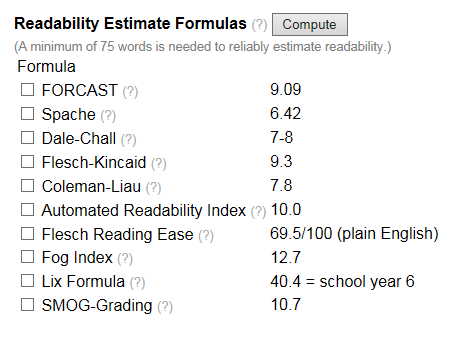 Readability Estimate Formulas (?) Compute
(A minimum of 75 words is needed to reliably estimate readability.)
Formula
FORCAST (?) 9.09
Spache (?) 6.42
Dale-Chall (?) 7-8
Flesch-Kincaid (?) 9.3
Coleman-Liau (?) 7.8
Automated Readability Index (?) 10.0
Flesch Reading Ease (?) 69.5/100 (plain English)
Fog Index (?) 12.7
Lix Formula (?) 40.4 = school year 6
SMOG-Grading (?) 10.7